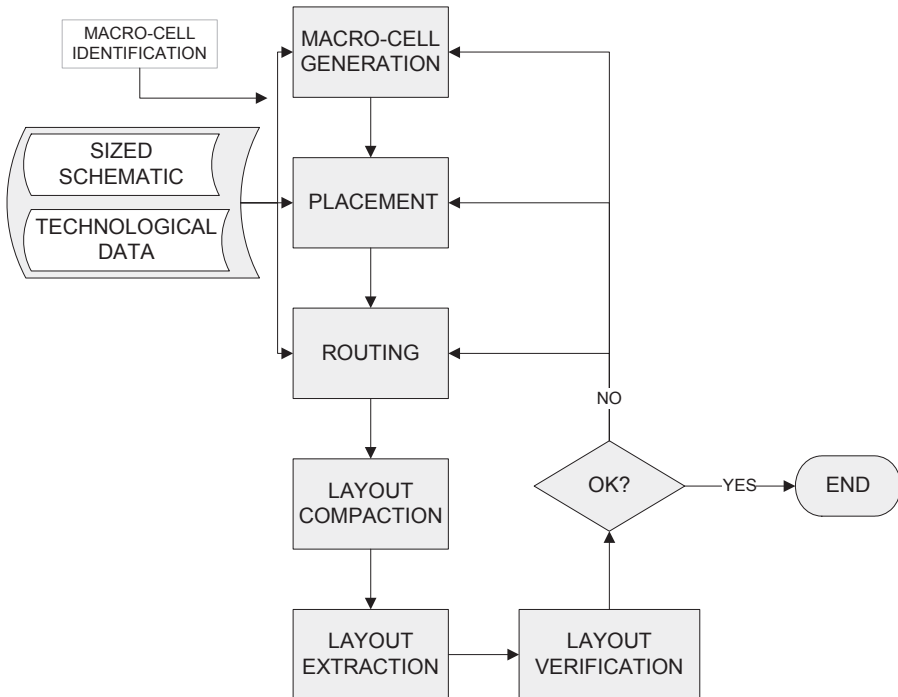 MACRO-CELL
IDENTIFICATION
MACRO-CELL
GENERATION
SIZED
SCHEMATIC
TECHNOLOGICAL
DATA
PLACEMENT
ROUTING
NO
LAYOUT
COMPACTION
OK?
YES
END
LAYOUT
EXTRACTION
LAYOUT
VERIFICATION